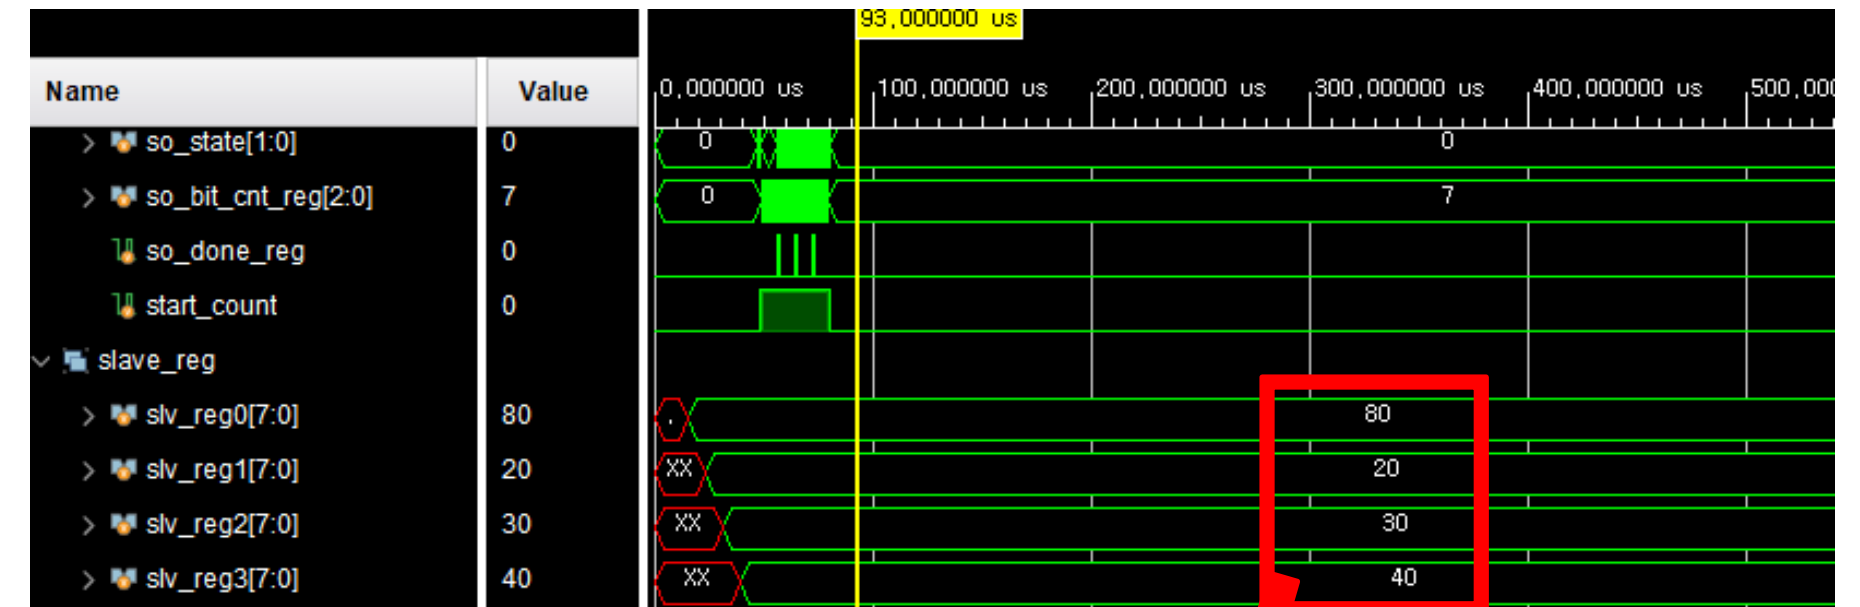 93,000000 us
Name Value 0,000000 us 100,000000 us 200,000000 us 300,000000 us 400,000000 us 500,000
so_state[1:0] 0 0 0
so_bit_cnt_reg[2:0] 7 0 7
so_done_reg 0
start_count 0
slave_reg
slv_reg0[7:0] 80 . 80
slv_reg1[7:0] 20 XX 20
slv_reg2[7:0] 30 XX 30
slv_reg3[7:0] 40 XX 40